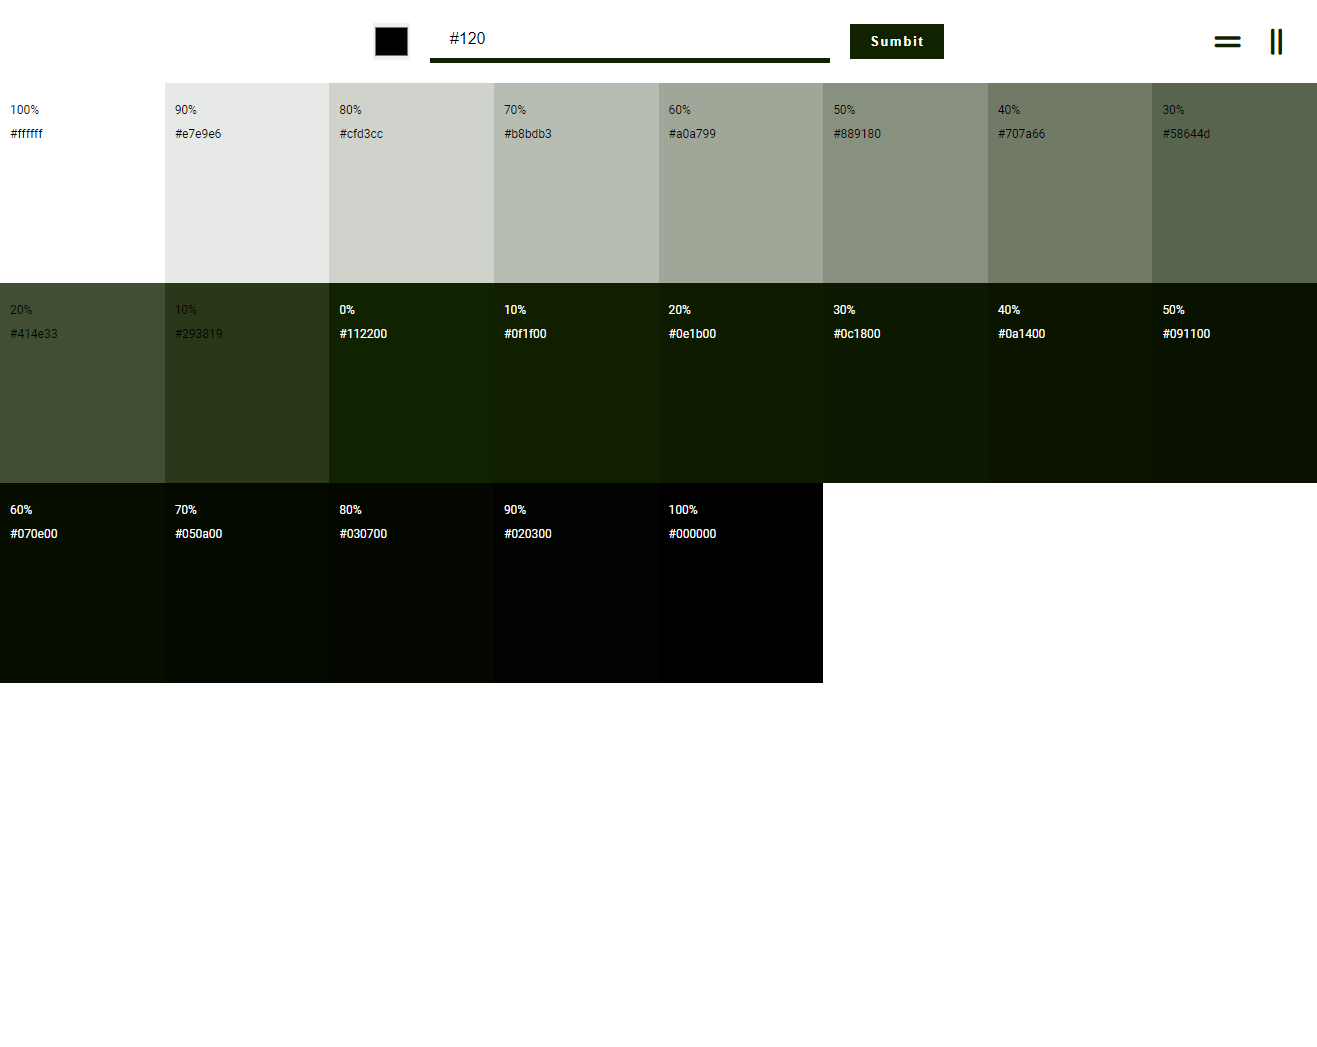 #120
Sumbit
100%
#ffffff
90%
#e7e9e6
80%
#cfd3cc
70%
#b8bdb3
60%
#a0a799
50%
#889180
40%
#707a66
30%
#58644d
20%
#414e33
10%
#293819
0%
#112200
10%
#0f1f00
20%
#0e1b00
30%
#0c1800
40%
#0a1400
50%
#091100
60%
#070e00
70%
#050a00
80%
#030700
90%
#020300
100%
#000000